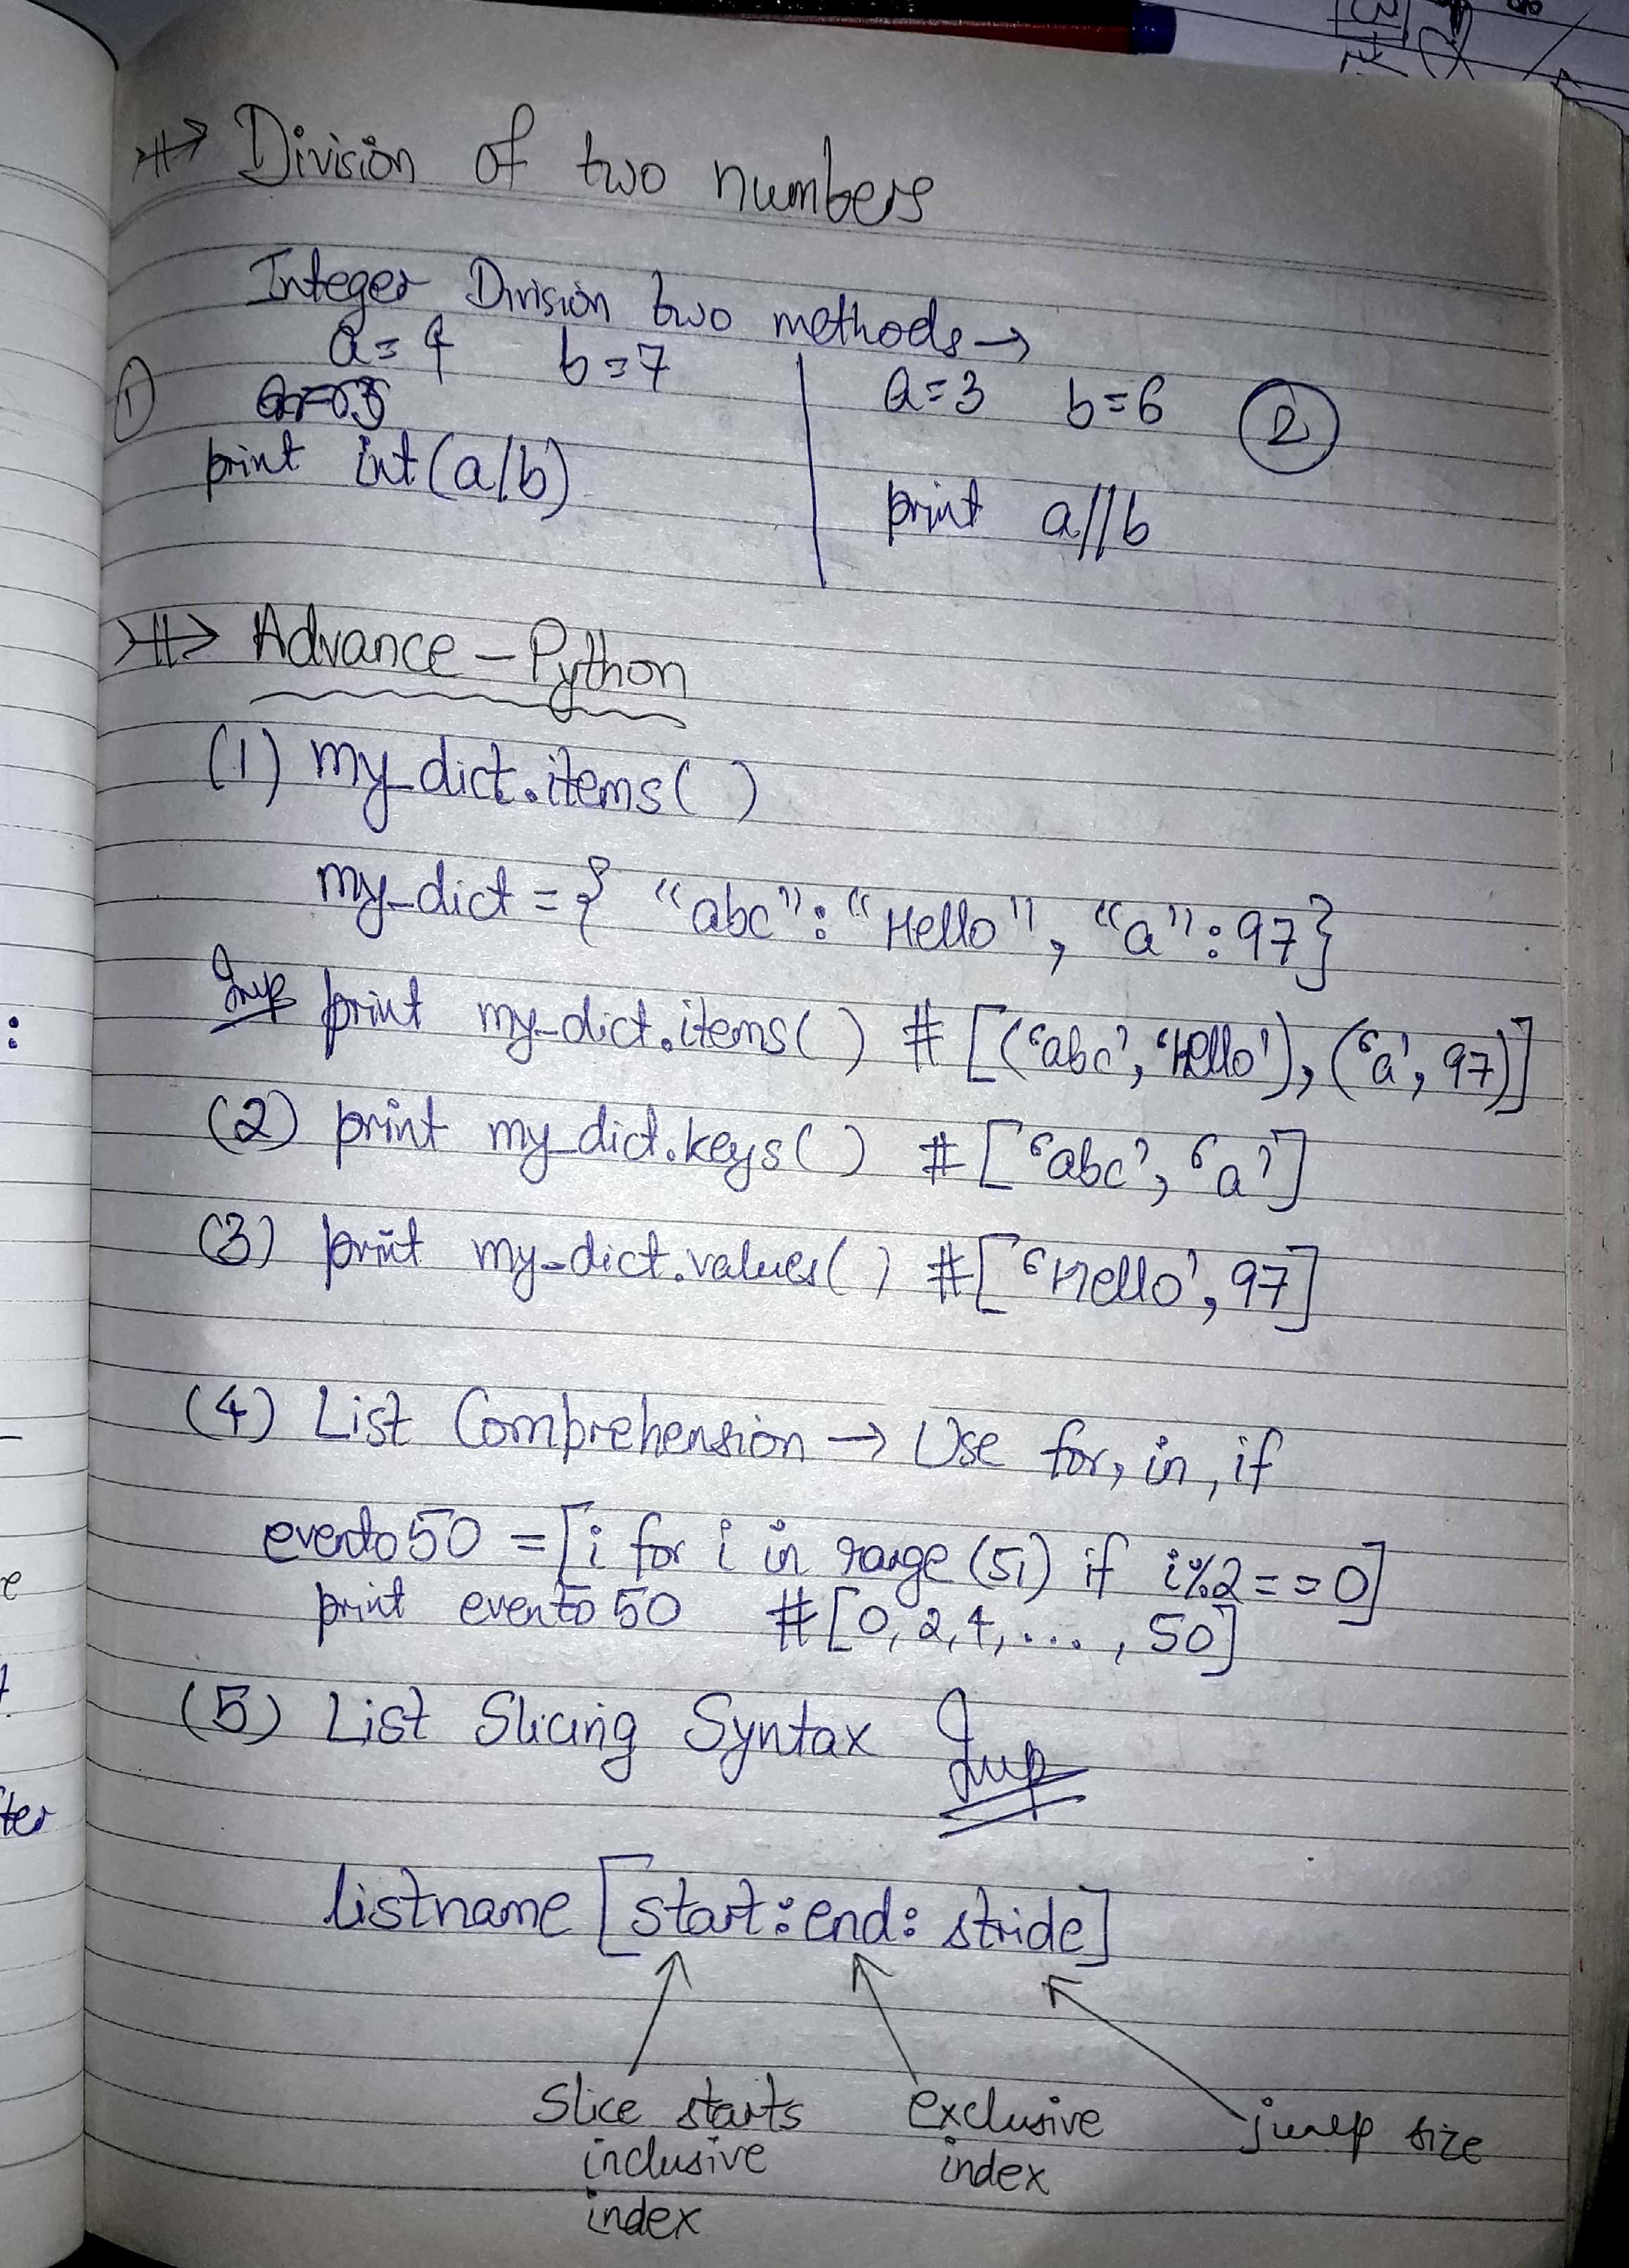 Division of two numbers
Integer Division two methods →
a = 4 b = 7
①
print int(a/b)
a = 3 b = 6 ②
print a//b
Advance - Python
(1) my_dict.items( )
my_dict = { "abc" : "Hello", "a" : 97}
Imp print my_dict.items( ) # [('abc', 'Hello'), ('a', 97)]
(2) print my_dict.keys( ) # ['abc', 'a']
(3) print my_dict.values( ) # ['Hello', 97]
(4) List Comprehension → Use for, in, if
evento50 = [i for i in range (51) if i%2 == 0]
print evento50 # [0, 2, 4, ..., 50]
(5) List Slicing Syntax Imp
listname [start : end : stride]
Slice starts inclusive index
exclusive index
jump size
:
e
ter